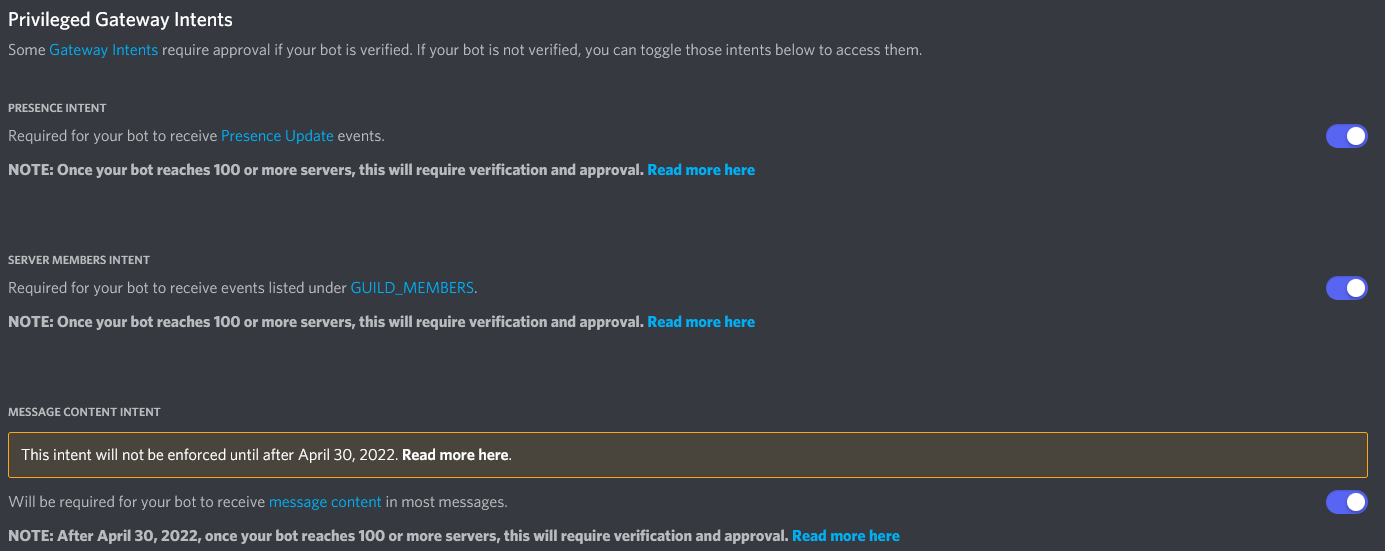 Privileged Gateway Intents
Some Gateway Intents require approval if your bot is verified. If your bot is not verified, you can toggle those intents below to access them.
PRESENCE INTENT
Required for your bot to receive Presence Update events.
NOTE: Once your bot reaches 100 or more servers, this will require verification and approval. Read more here
SERVER MEMBERS INTENT
Required for your bot to receive events listed under GUILD_MEMBERS.
NOTE: Once your bot reaches 100 or more servers, this will require verification and approval. Read more here
MESSAGE CONTENT INTENT
This intent will not be enforced until after April 30, 2022. Read more here.
Will be required for your bot to receive message content in most messages.
NOTE: After April 30, 2022, once your bot reaches 100 or more servers, this will require verification and approval. Read more here